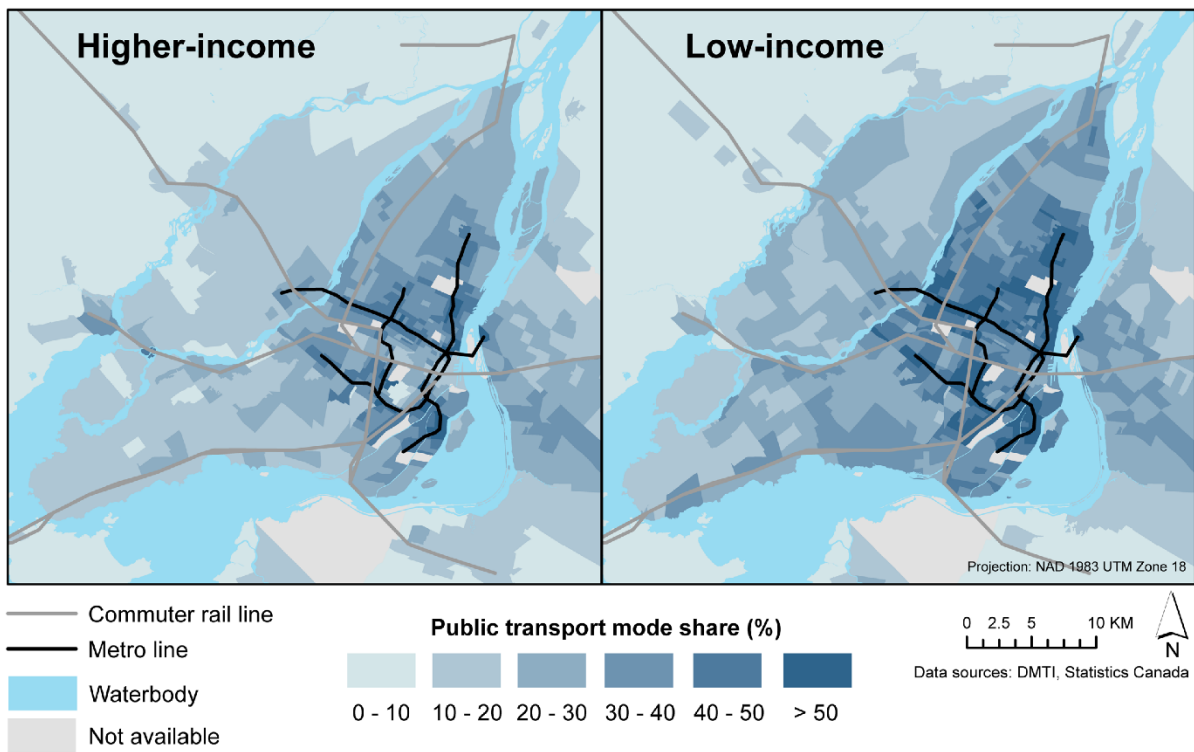 Higher-income
Low-income
Projection: NAD 1983 UTM Zone 18
Commuter rail line
Metro line
Waterbody
Not available
Public transport mode share (%)
0 - 10
10 - 20
20 - 30
30 - 40
40 - 50
> 50
0 2.5 5 10 KM
N
Data sources: DMTI, Statistics Canada